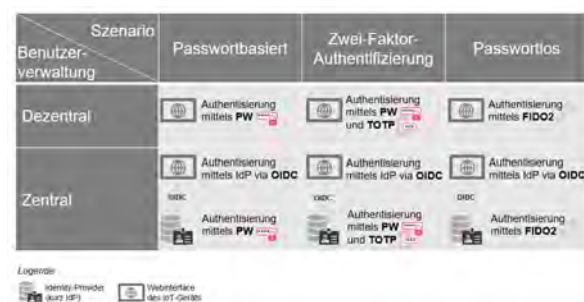 Szenario
Benutzer-
verwaltung
Passwortbasiert
Zwei-Faktor-
Authentifizierung
Passwortlos
Dezentral
Authentisierung
mittels PW
Authentisierung
mittels PW
und TOTP
Authentisierung
mittels FIDO2
Zentral
Authentisierung
mittels IdP via OIDC
Authentisierung
mittels IdP via OIDC
Authentisierung
mittels IdP via OIDC
OIDC
OIDC
OIDC
Authentisierung
mittels PW
Authentisierung
mittels PW
und TOTP
Authentisierung
mittels FIDO2
Legende
Identity-Provider
(kurz IdP)
Webinterface
des IoT-Geräts